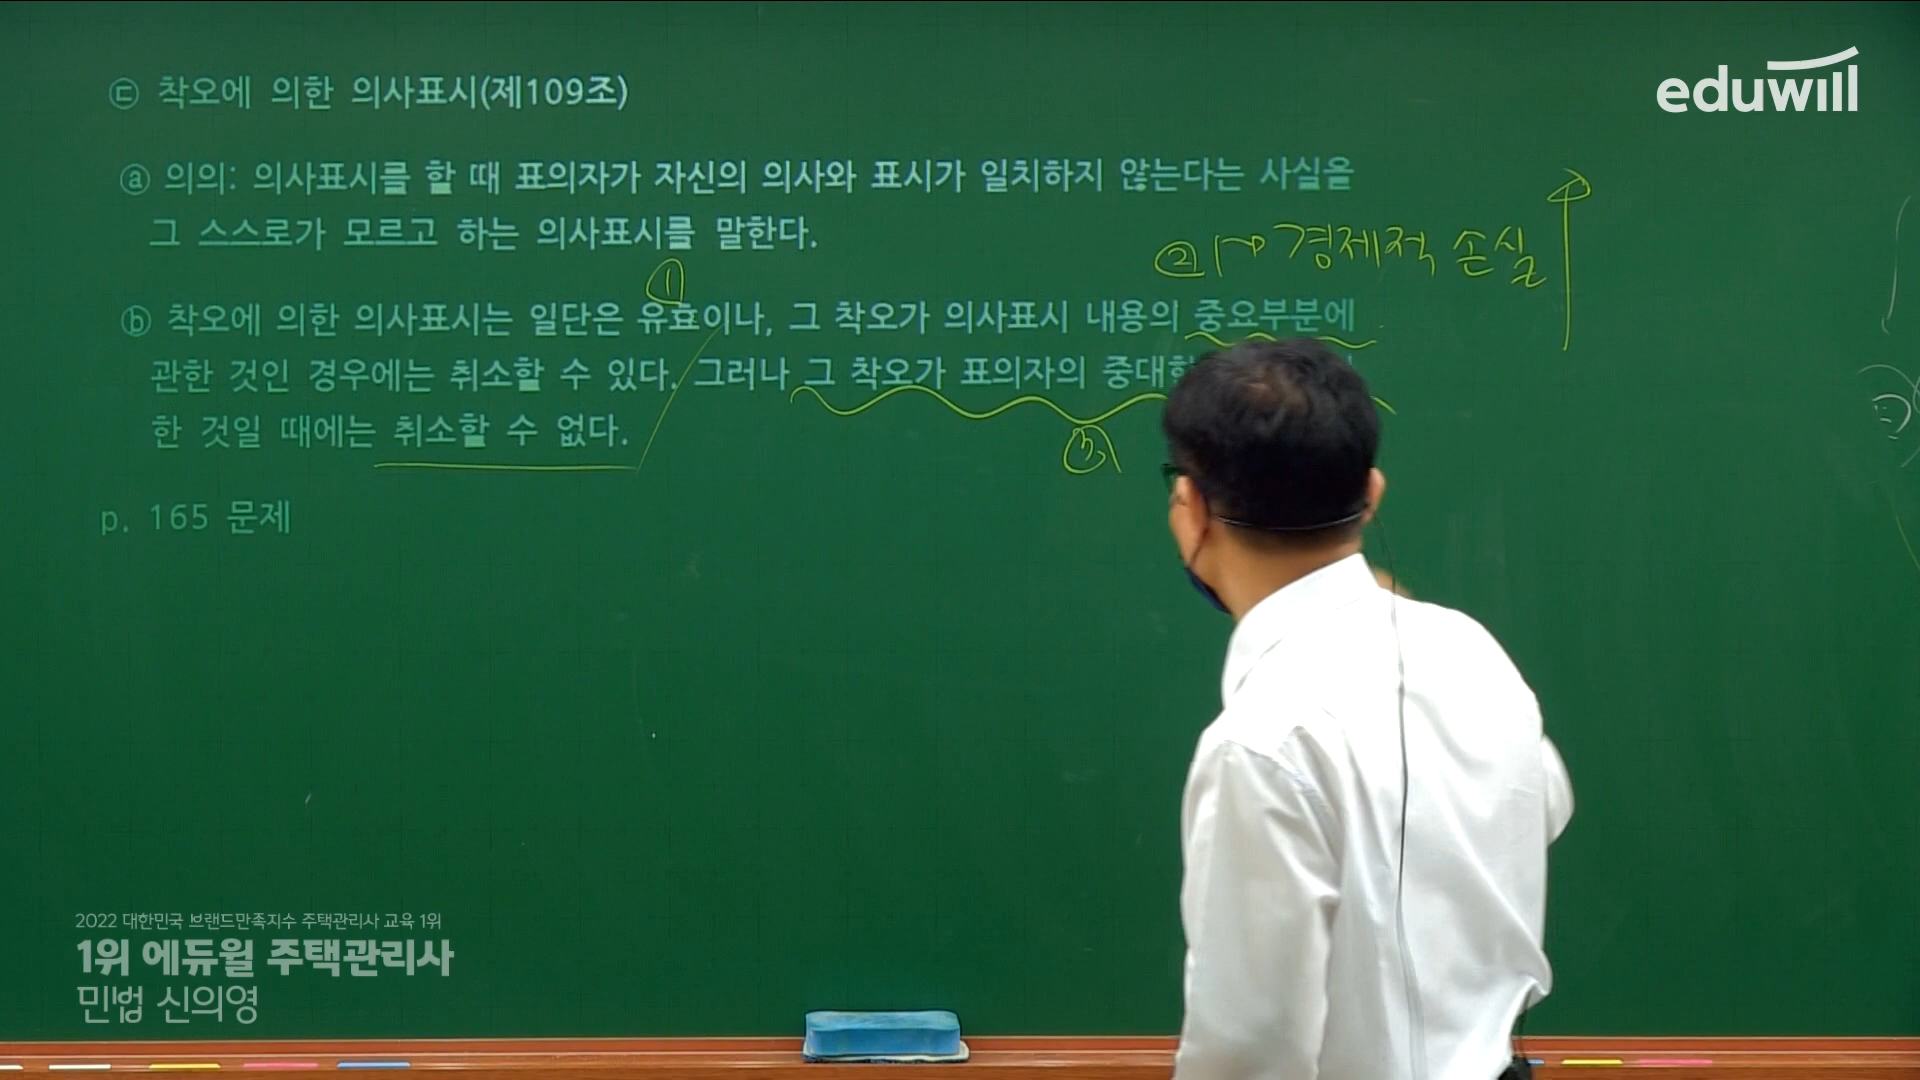 eduwill
㉢ 착오에 의한 의사표시(제109조)
ⓐ 의의: 의사표시를 할 때 표의자가 자신의 의사와 표시가 일치하지 않는다는 사실을
그 스스로가 모르고 하는 의사표시를 말한다.
② 경제적 손실
①
ⓑ 착오에 의한 의사표시는 일단은 유효이나, 그 착오가 의사표시 내용의 중요부분에
관한 것인 경우에는 취소할 수 있다. 그러나 그 착오가 표의자의
한 것일 때에는 취소할 수 없다.
③
p. 165 문제
2022 대한민국 브랜드만족지수 주택관리사 교육 1위
1위 에듀윌 주택관리사
민법 신의영